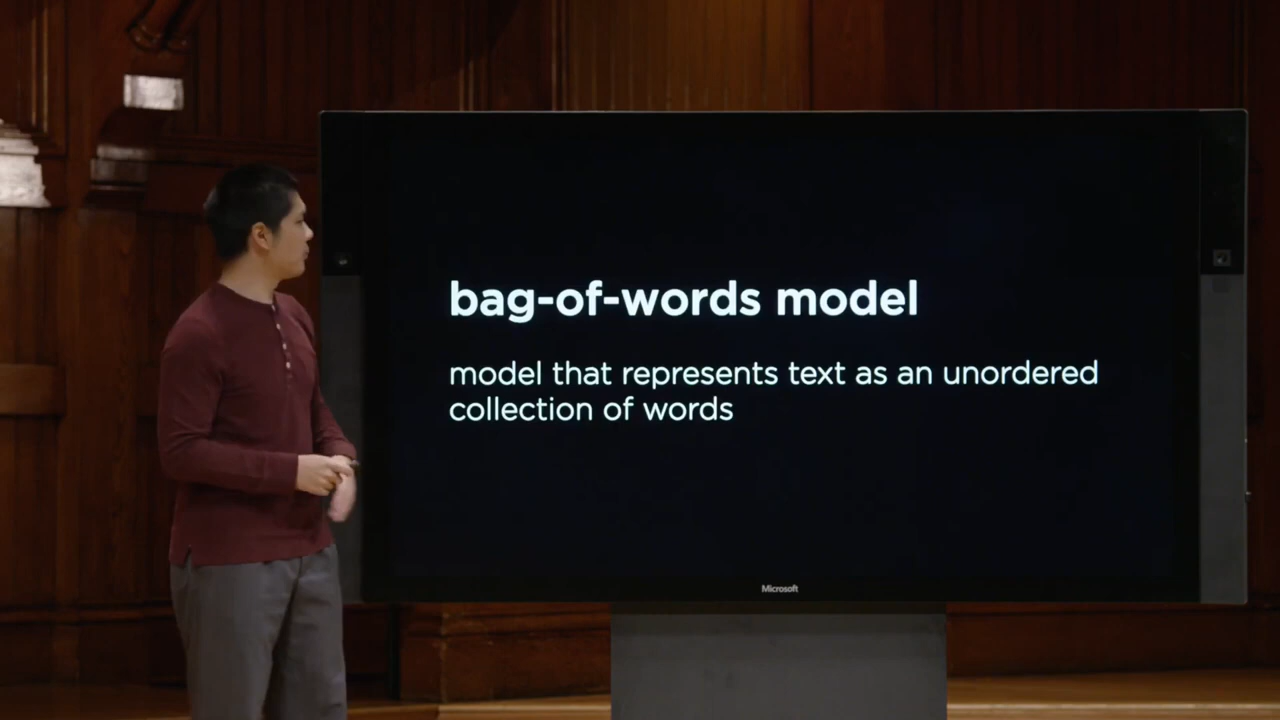 bag-of-words model
model that represents text as an unordered
collection of words
Microsoft